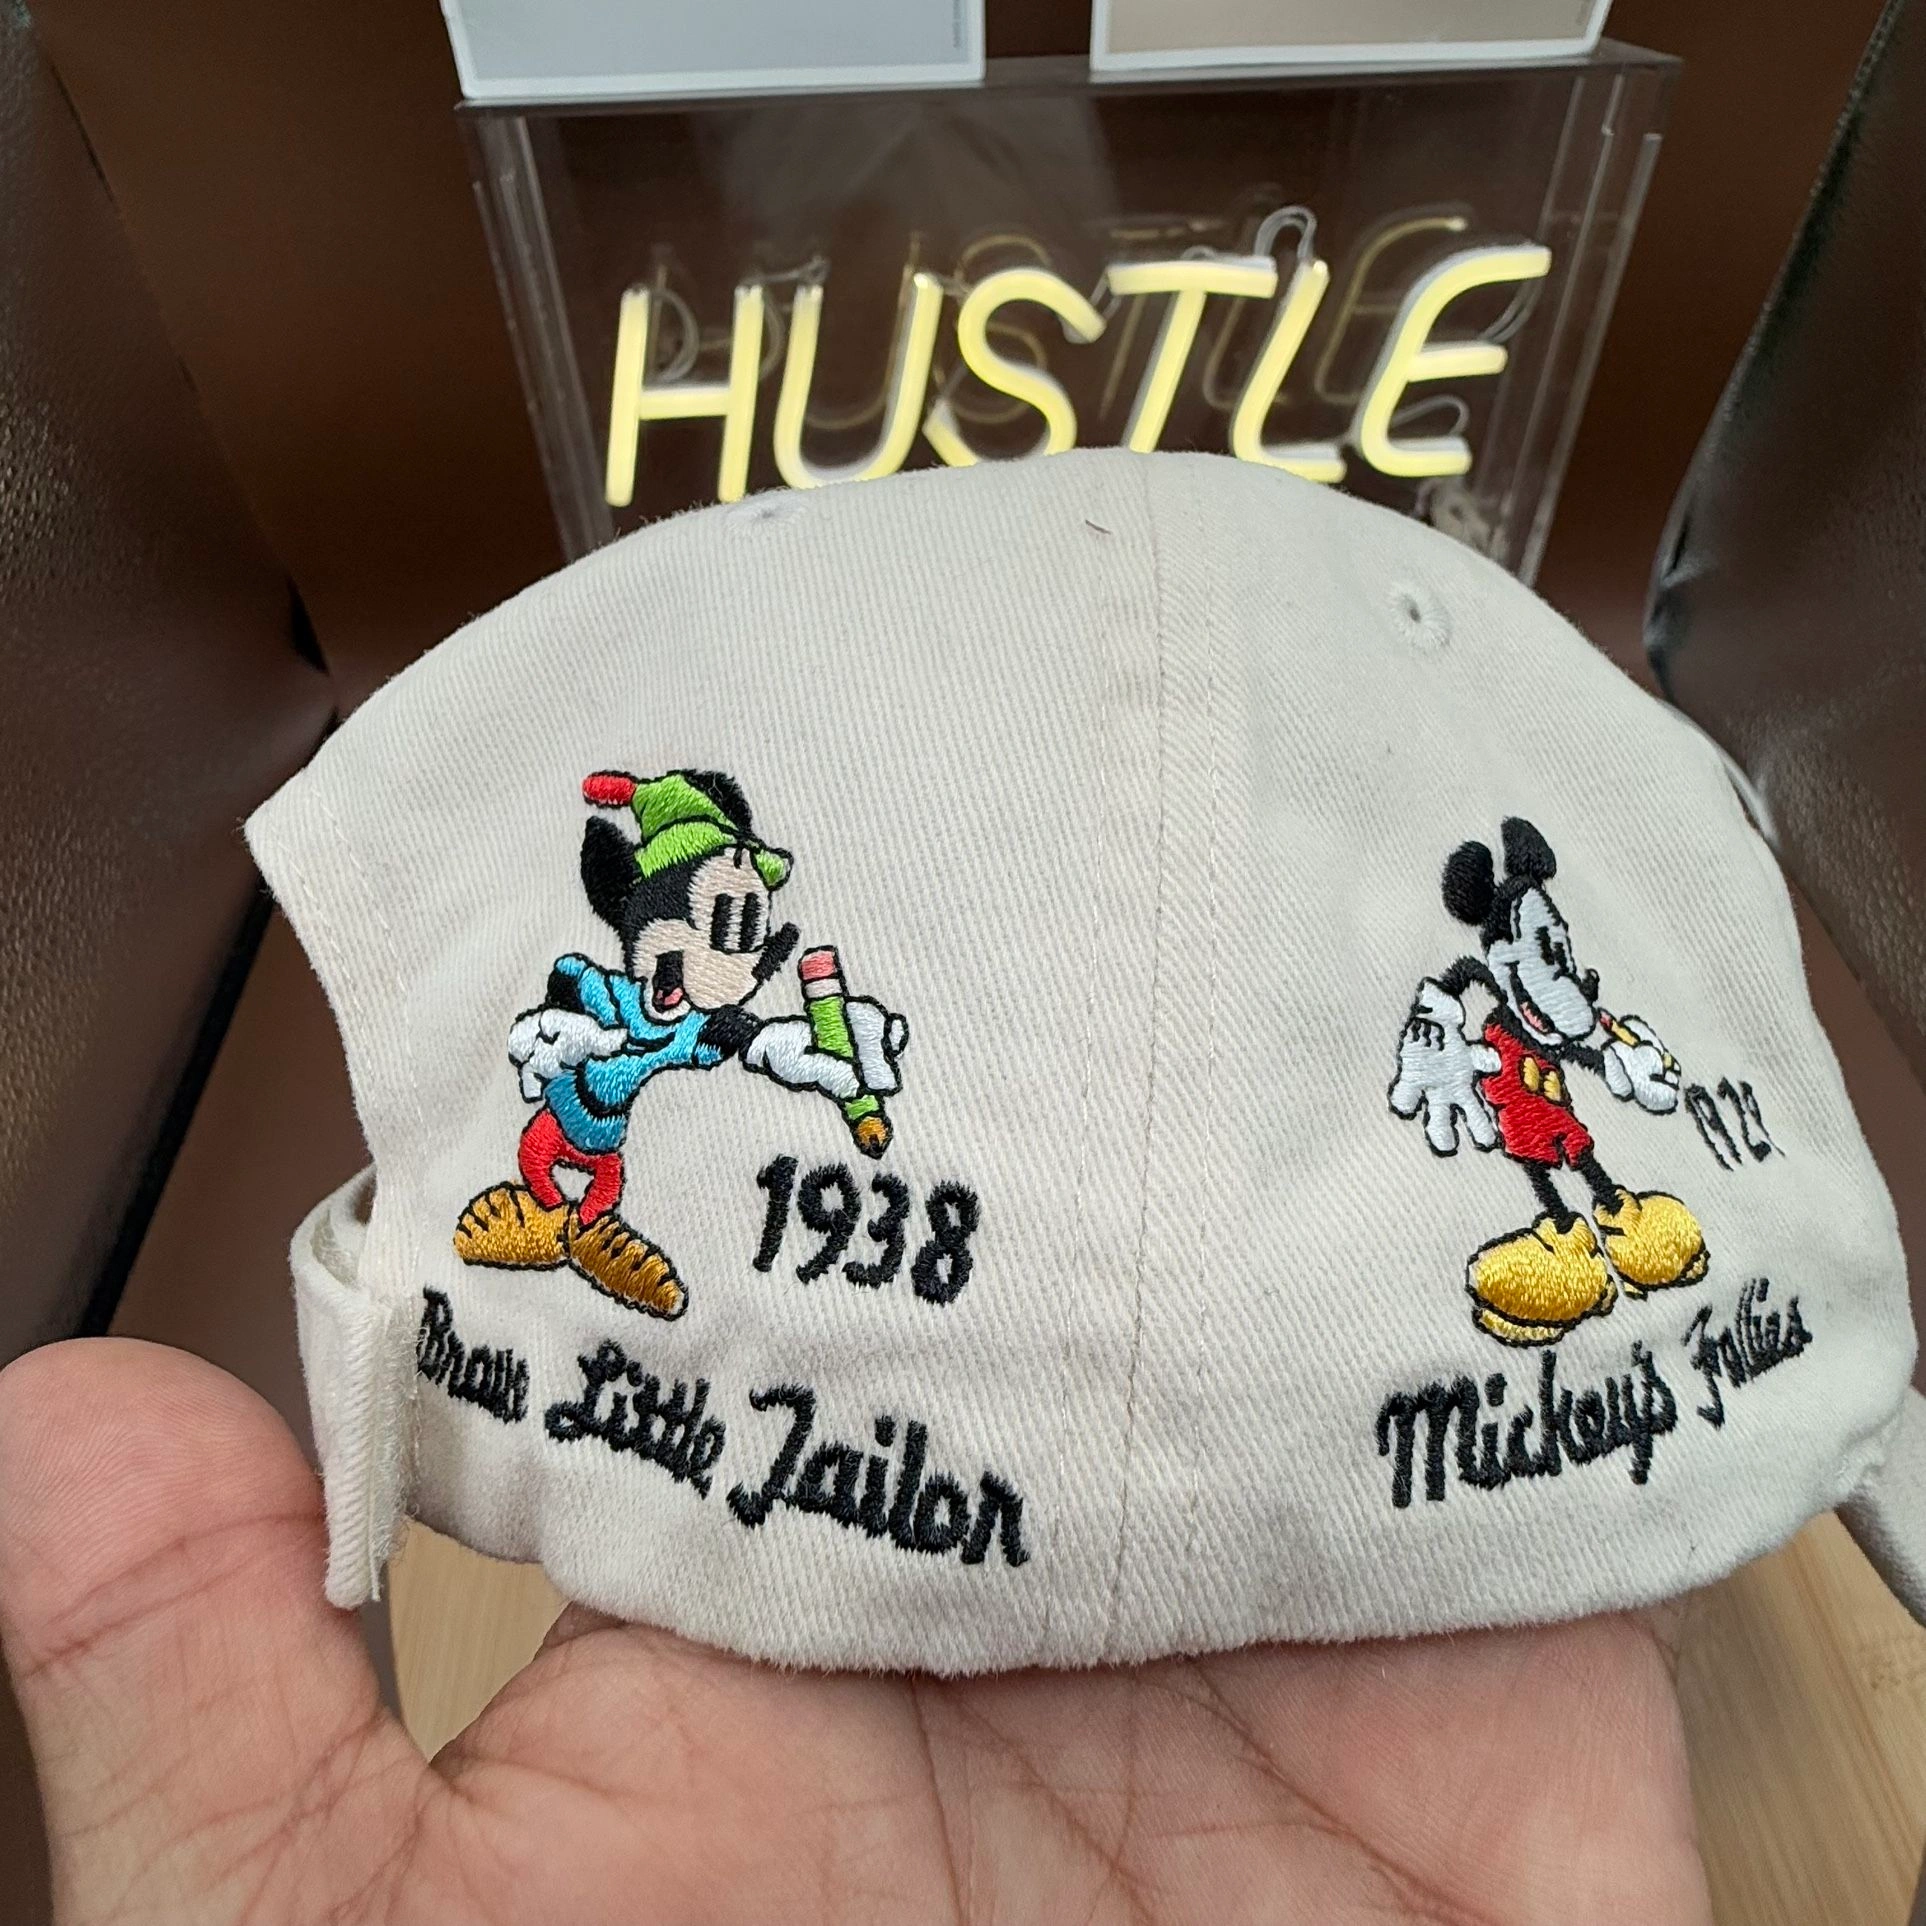 HUSTLE
1938
Brave Little Tailor
1929
Mickey's Follies